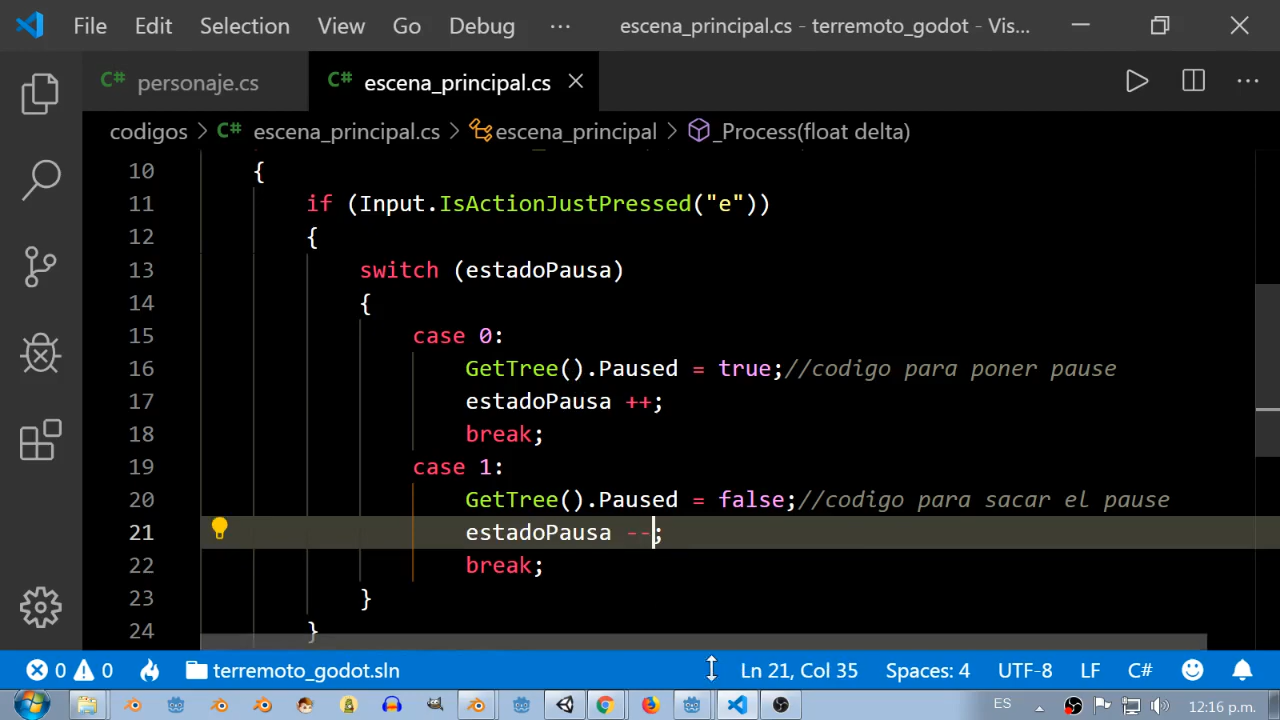 File Edit Selection View Go Debug ··· escena_principal.cs - terremoto_godot - Vis...
C# personaje.cs C# escena_principal.cs
codigos > C# escena_principal.cs > escena_principal > _Process(float delta)
10 {
11 if (Input.IsActionJustPressed("e"))
12 {
13 switch (estadoPausa)
14 {
15 case 0:
16 GetTree().Paused = true;//codigo para poner pause
17 estadoPausa ++;
18 break;
19 case 1:
20 GetTree().Paused = false;//codigo para sacar el pause
21 estadoPausa --;
22 break;
23 }
24 }
0 0 terremoto_godot.sln Ln 21, Col 35 Spaces: 4 UTF-8 LF C#
ES 12:16 p.m.